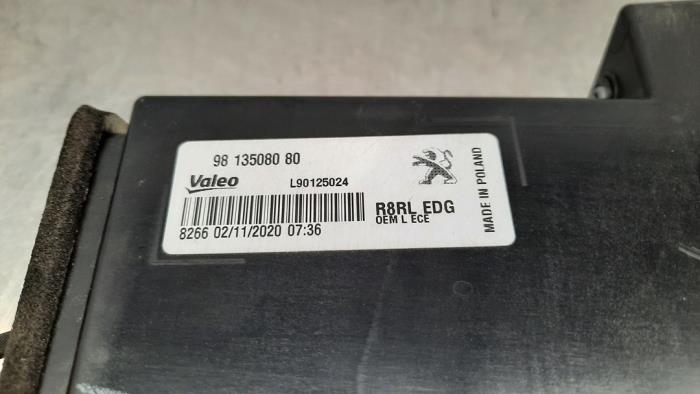 98 135080 80
Valeo
L90125024
R8RL EDG
OEM L ECE
8266 02/11/2020 07:36
MADE IN POLAND